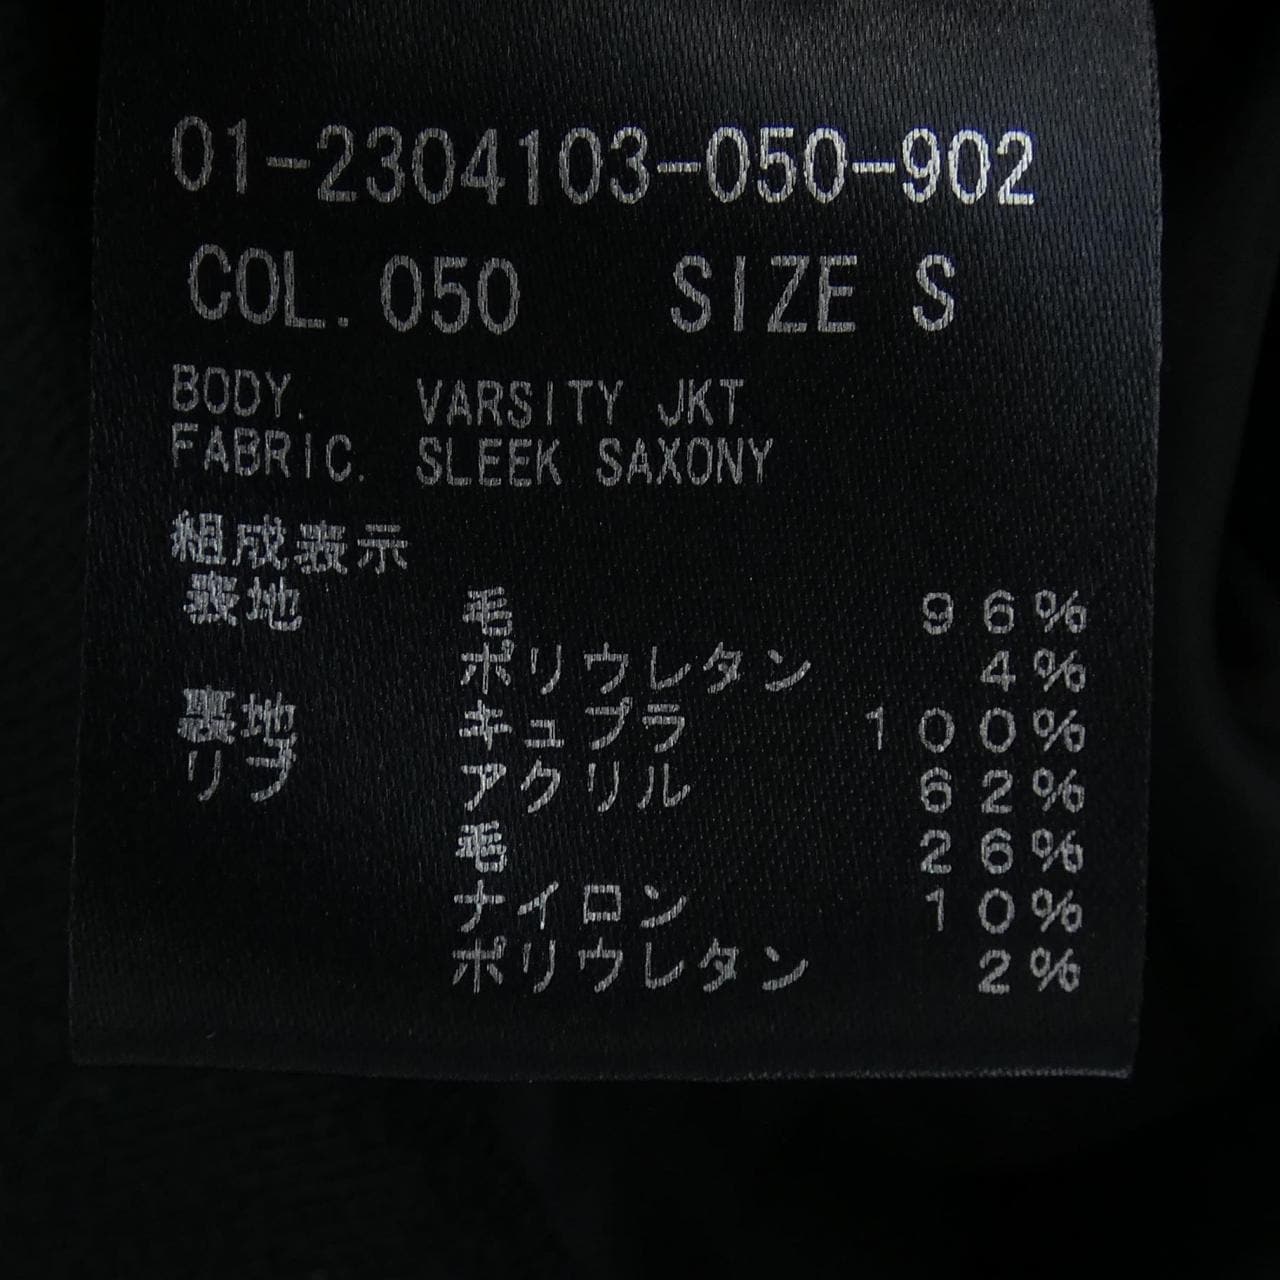 01-2304103-050-902
COL. 050 SIZE S
BODY. VARSITY JKT
FABRIC. SLEEK SAXONY
組成表示
表地 毛 96%
ポリウレタン 4%
裏地 キュプラ 100%
リブ アクリル 62%
毛 26%
ナイロン 10%
ポリウレタン 2%